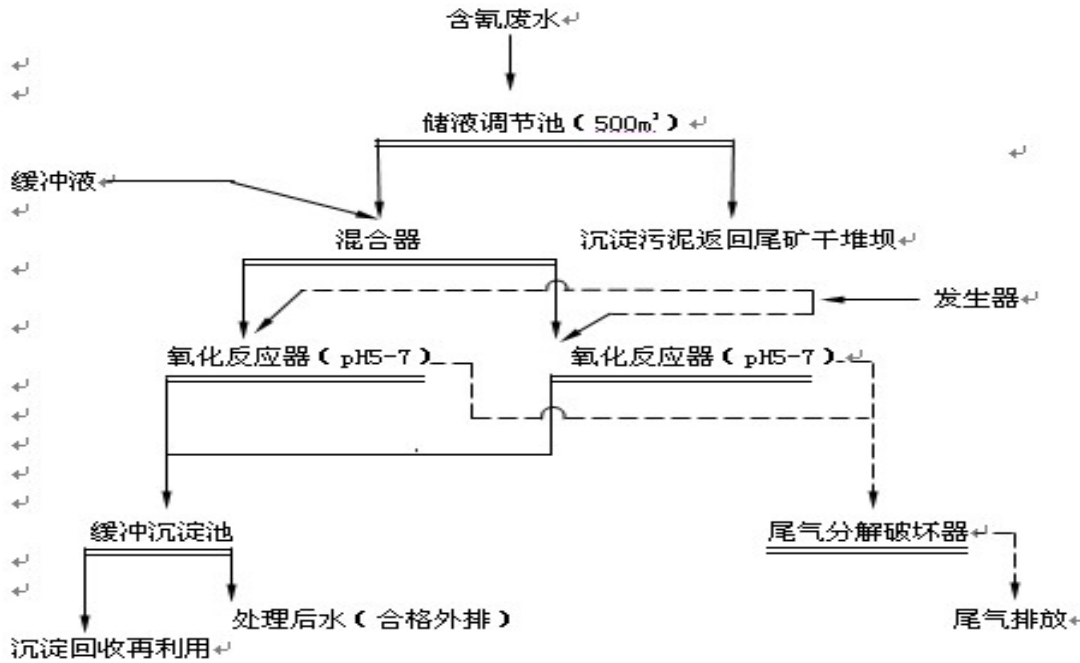 含氰废水
储液调节池（500m³）
缓冲液
混合器
沉淀污泥返回尾矿干堆坝
发生器
氧化反应器（pH5-7）
氧化反应器（pH5-7）
缓冲沉淀池
尾气分解破坏器
处理后水（合格外排）
尾气排放
沉淀回收再利用